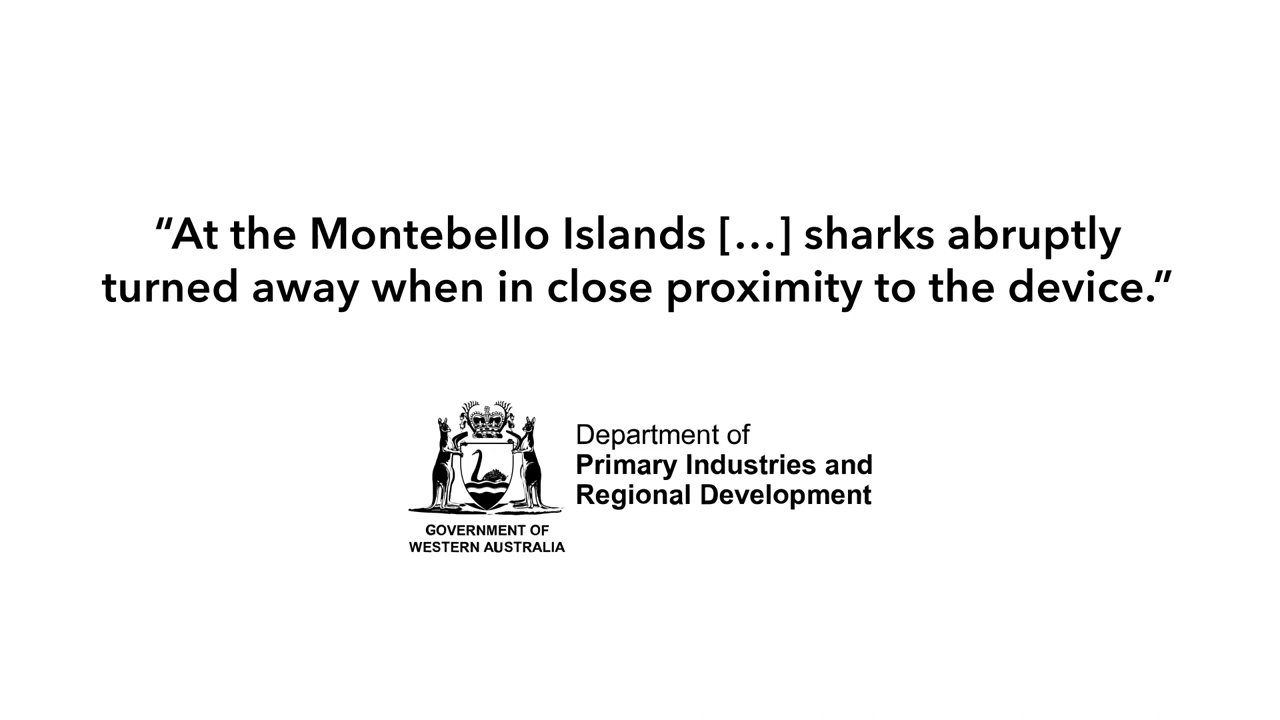 “At the Montebello Islands […] sharks abruptly
turned away when in close proximity to the device.”
Department of
Primary Industries and
Regional Development
GOVERNMENT OF
WESTERN AUSTRALIA